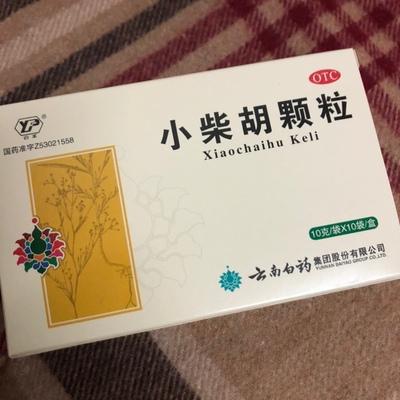 OTC
小柴胡颗粒
Xiaochaihu Keli
国药准字Z53021558
10克/袋X10袋/盒
云南白药集团股份有限公司
YUNNAN BAIYAO GROUP CO.,LTD.